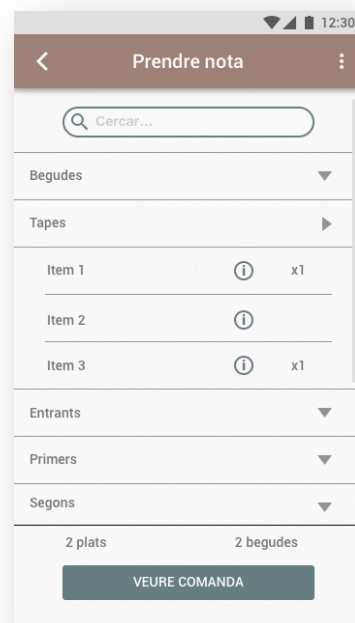 12:30
Prendre nota
Cercar...
Begudes
Tapes
Item 1 x1
Item 2
Item 3 x1
Entrants
Primers
Segons
2 plats 2 begudes
VEURE COMANDA